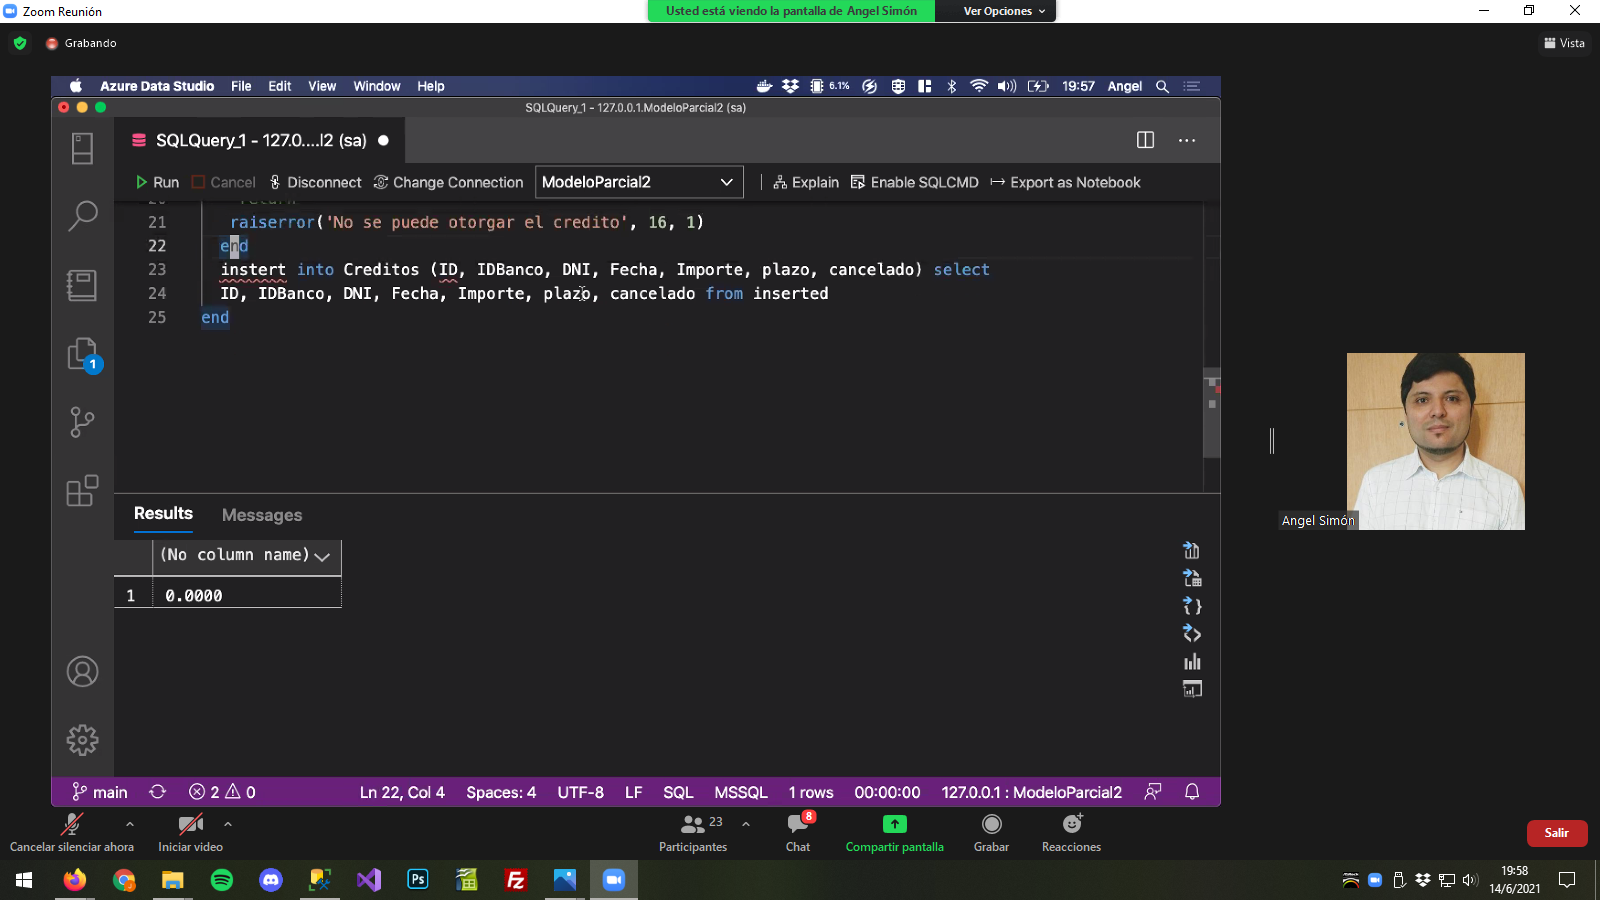 Zoom Reunión
Usted está viendo la pantalla de Angel Simón
Ver Opciones
Grabando
Vista
Azure Data Studio File Edit View Window Help
6.1%
19:57 Angel
SQLQuery_1 - 127.0.0.1.ModeloParcial2 (sa)
SQLQuery_1 - 127.0....l2 (sa)
Run Cancel Disconnect Change Connection ModeloParcial2 Explain Enable SQLCMD Export as Notebook
20 return
21 raiserror('No se puede otorgar el credito', 16, 1)
22 end
23 instert into Creditos (ID, IDBanco, DNI, Fecha, Importe, plazo, cancelado) select
24 ID, IDBanco, DNI, Fecha, Importe, plazo, cancelado from inserted
25 end
1
Results Messages
(No column name)
1 0.0000
Angel Simón
main 2 0 Ln 22, Col 4 Spaces: 4 UTF-8 LF SQL MSSQL 1 rows 00:00:00 127.0.0.1 : ModeloParcial2
23
8
Cancelar silenciar ahora Iniciar video Participantes Chat Compartir pantalla Grabar Reacciones
Salir
Ps
Fz
19:58
14/6/2021